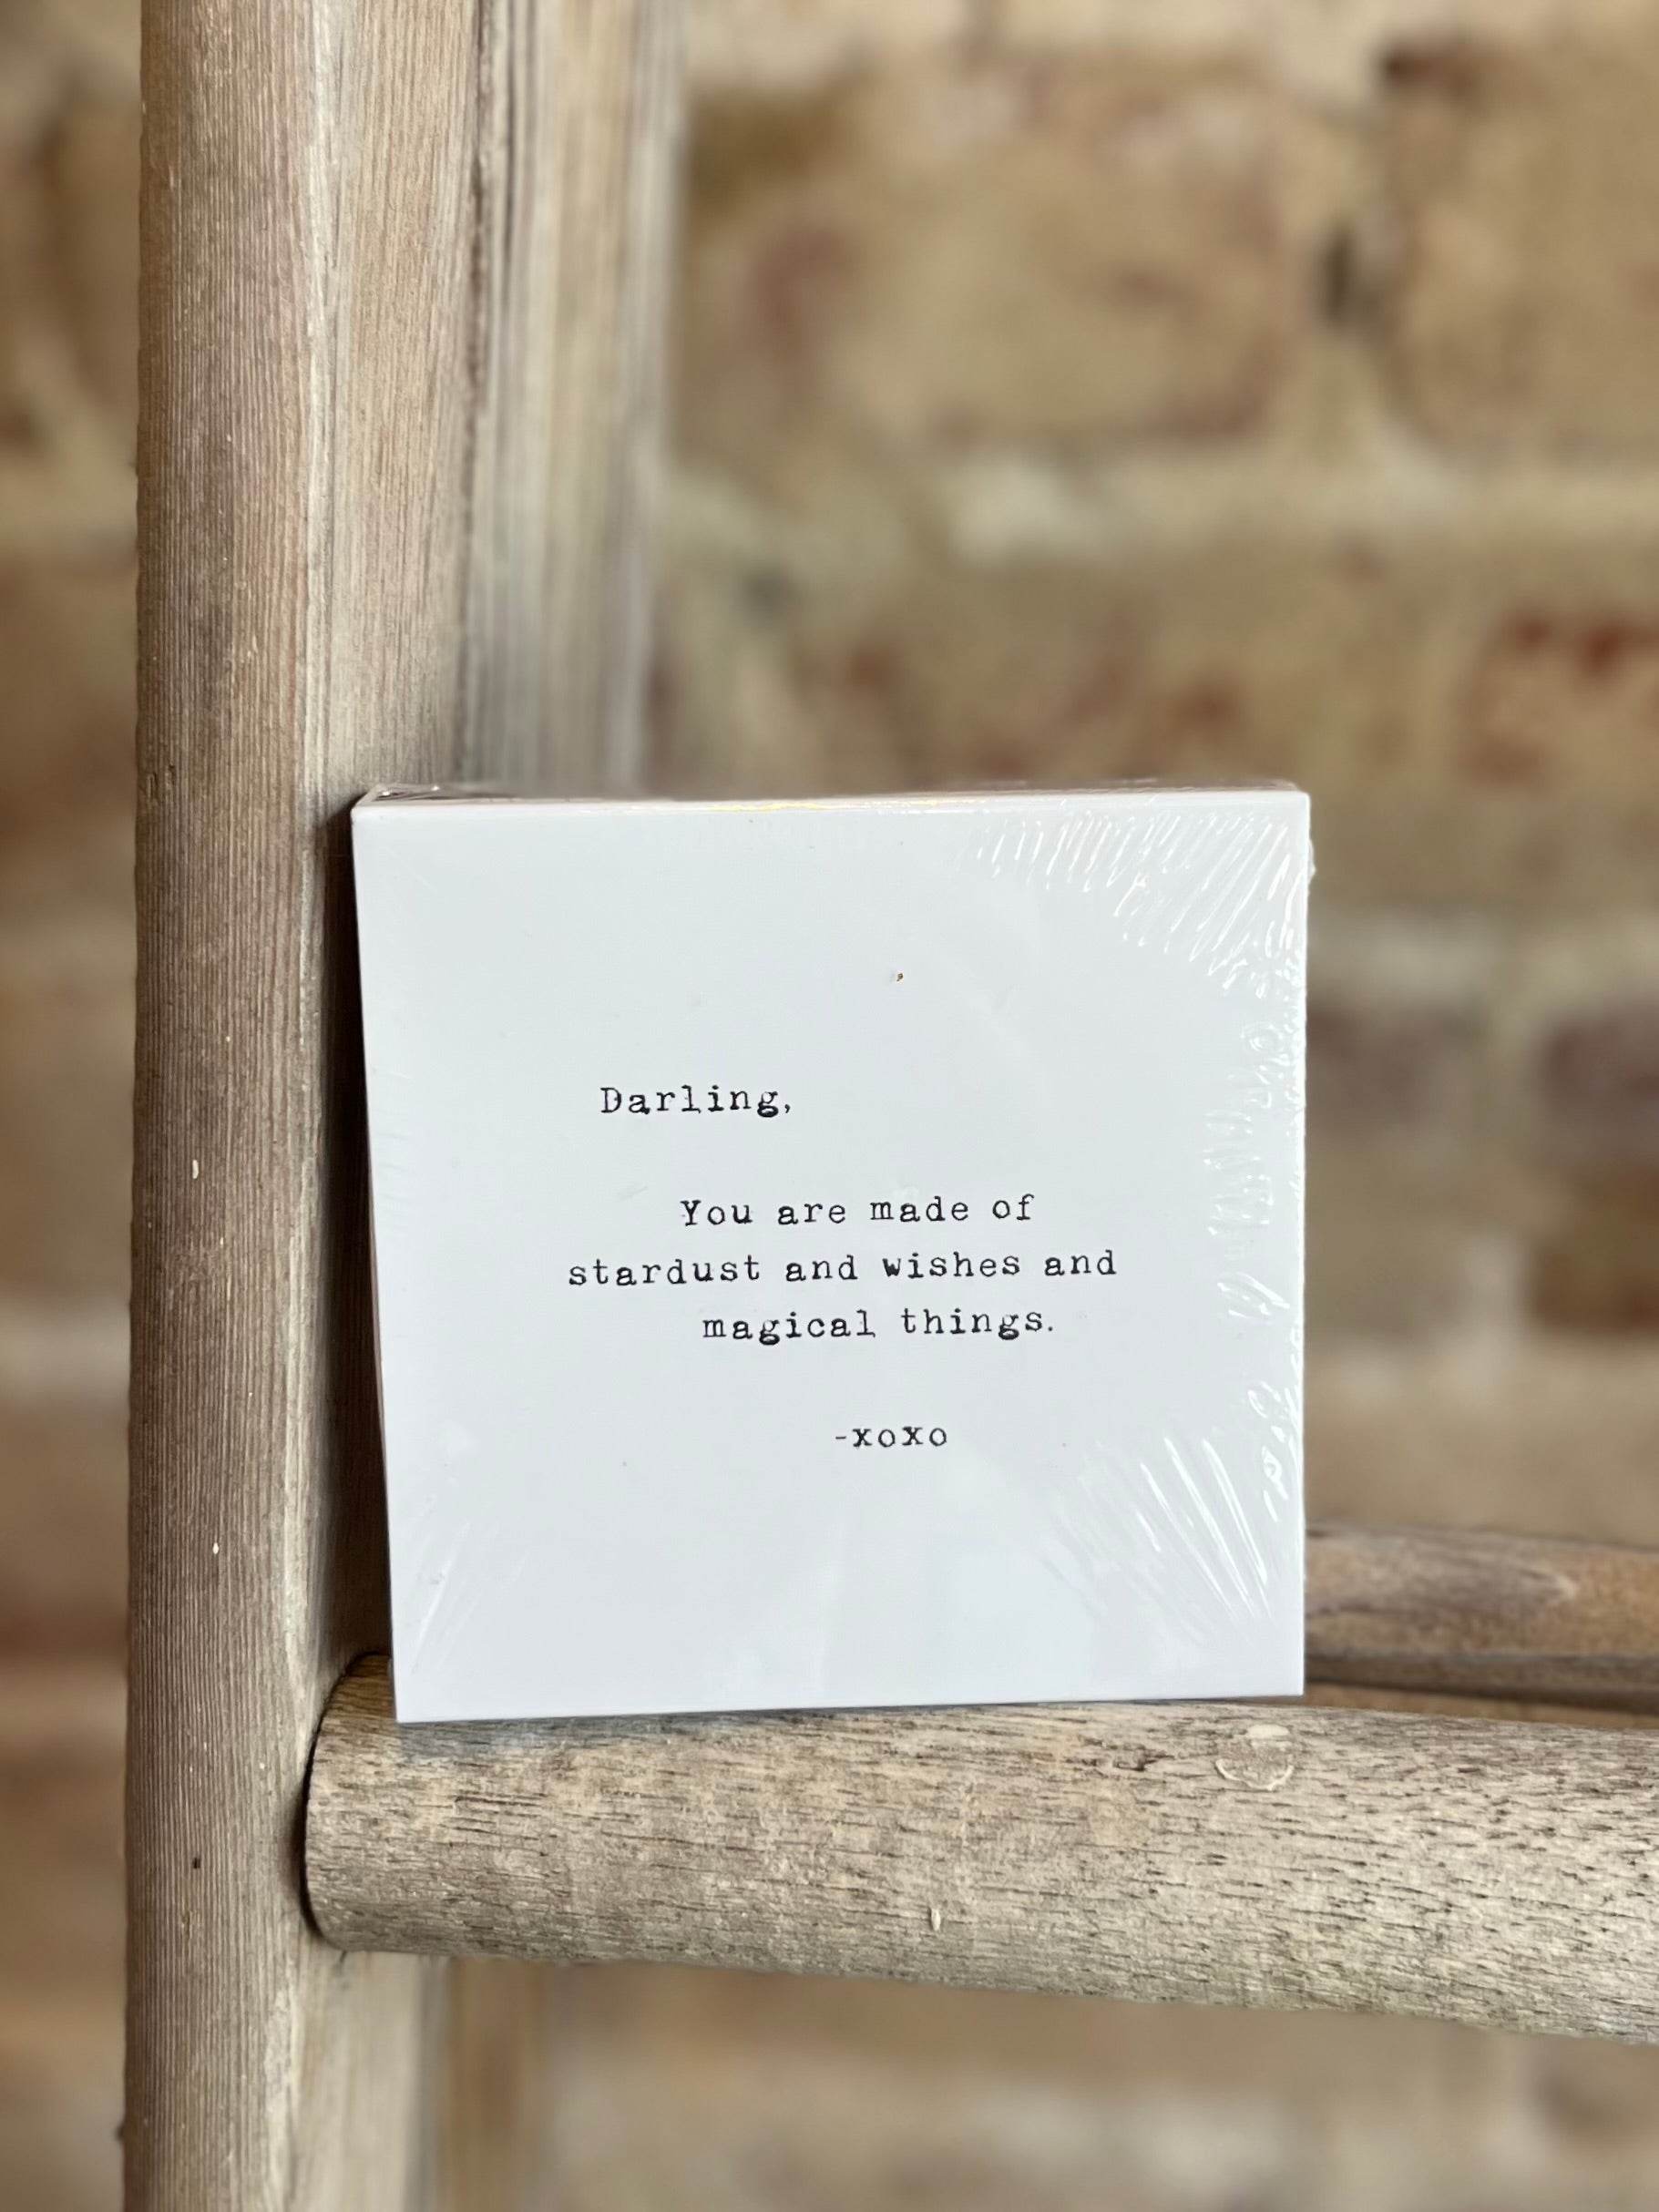 Darling,
You are made of
stardust and wishes and
magical things.
-xoxo